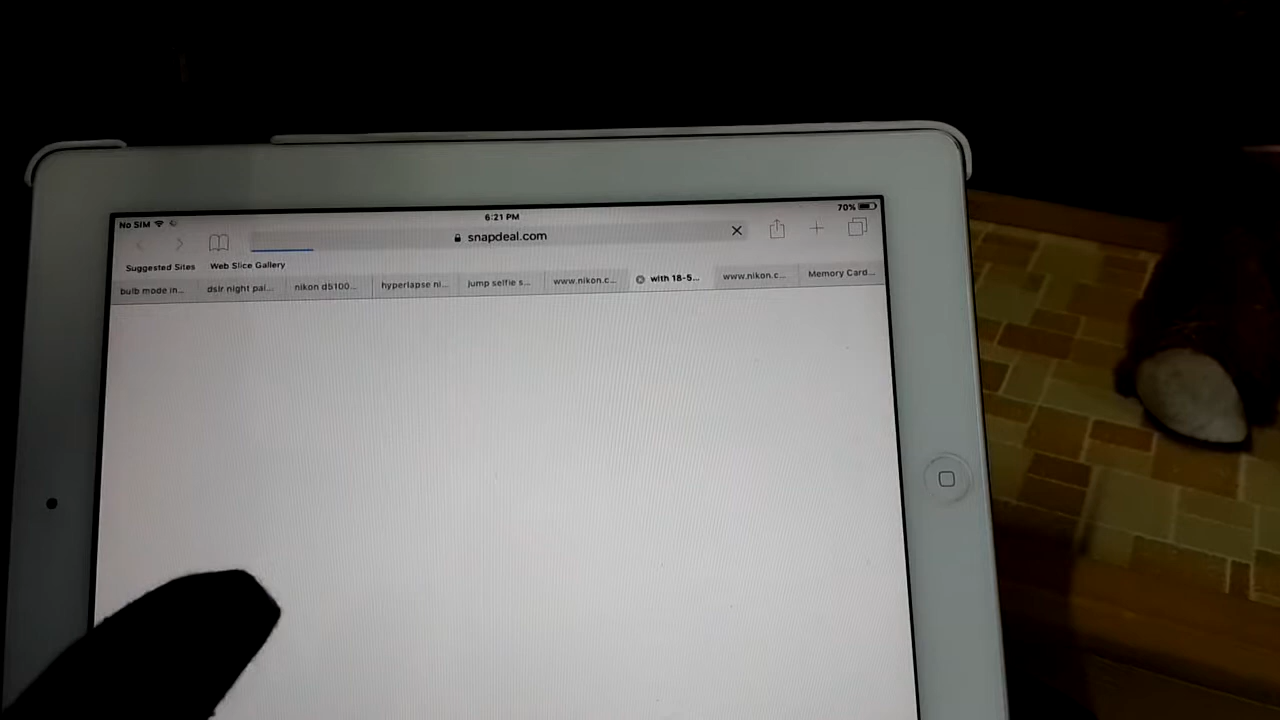 No SIM 6:21 PM 70%
snapdeal.com
Suggested Sites Web Slice Gallery
bulb mode in... dslr night pai... nikon d5100... hyperlapse ni... jump selfie s... www.nikon.c... with 18-5... www.nikon.c... Memory Card...